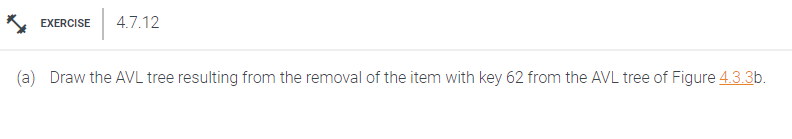 EXERCISE 4.7.12
(a) Draw the AVL tree resulting from the removal of the item with key 62 from the AVL tree of Figure 4.3.3b.